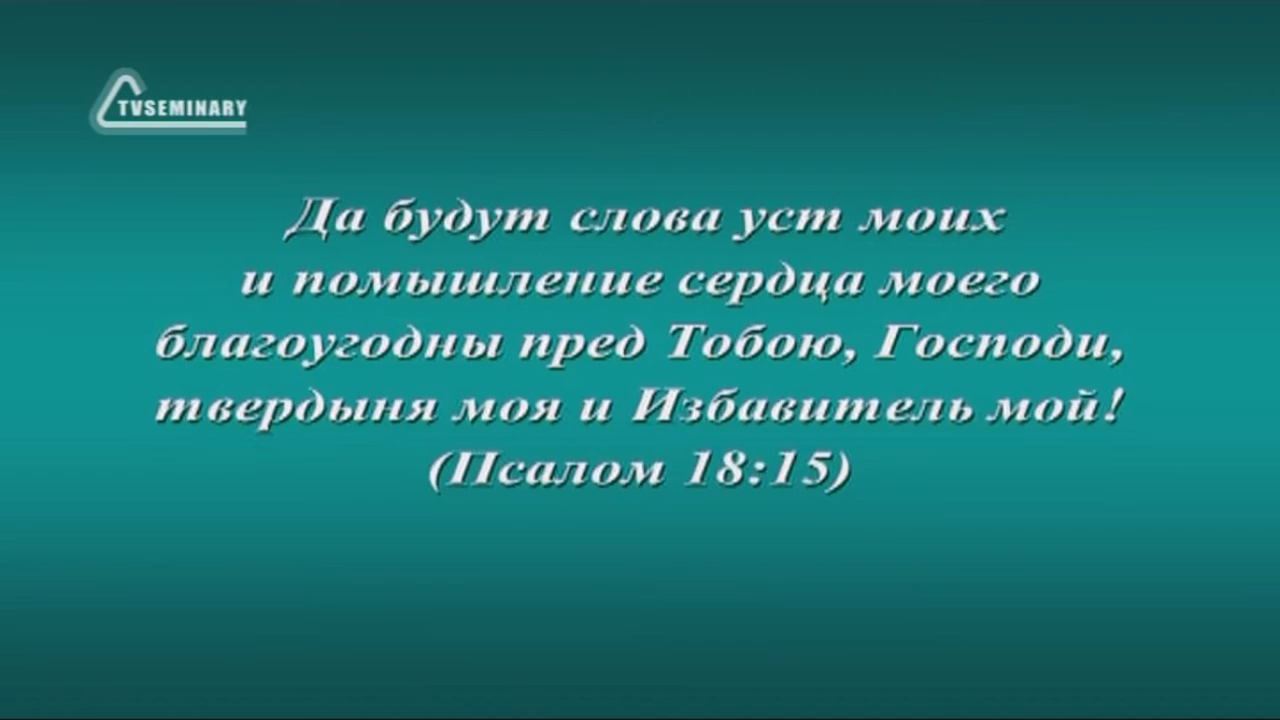 TVSEMINARY
Да будут слова уст моих
и помышление сердца моего
благоугодны пред Тобою, Господи,
твердыня моя и Избавитель мой!
(Псалом 18:15)